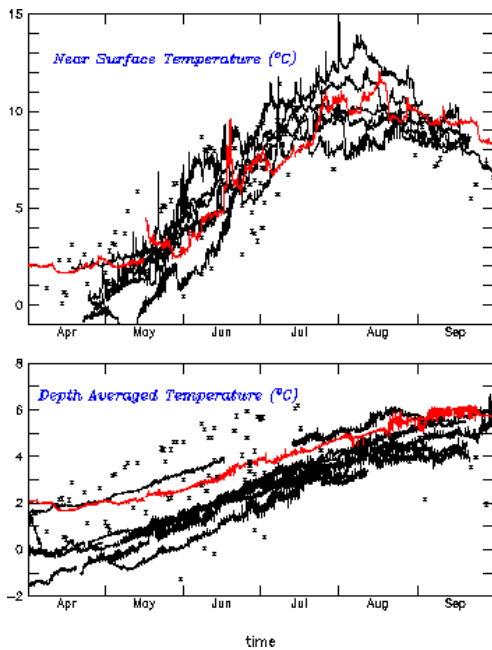 15
Near Surface Temperature (°C)
10
5
0
Apr May Jun Jul Aug Sep
8
Depth Averaged Temperature (°C)
6
4
2
0
-2
Apr May Jun Jul Aug Sep
time